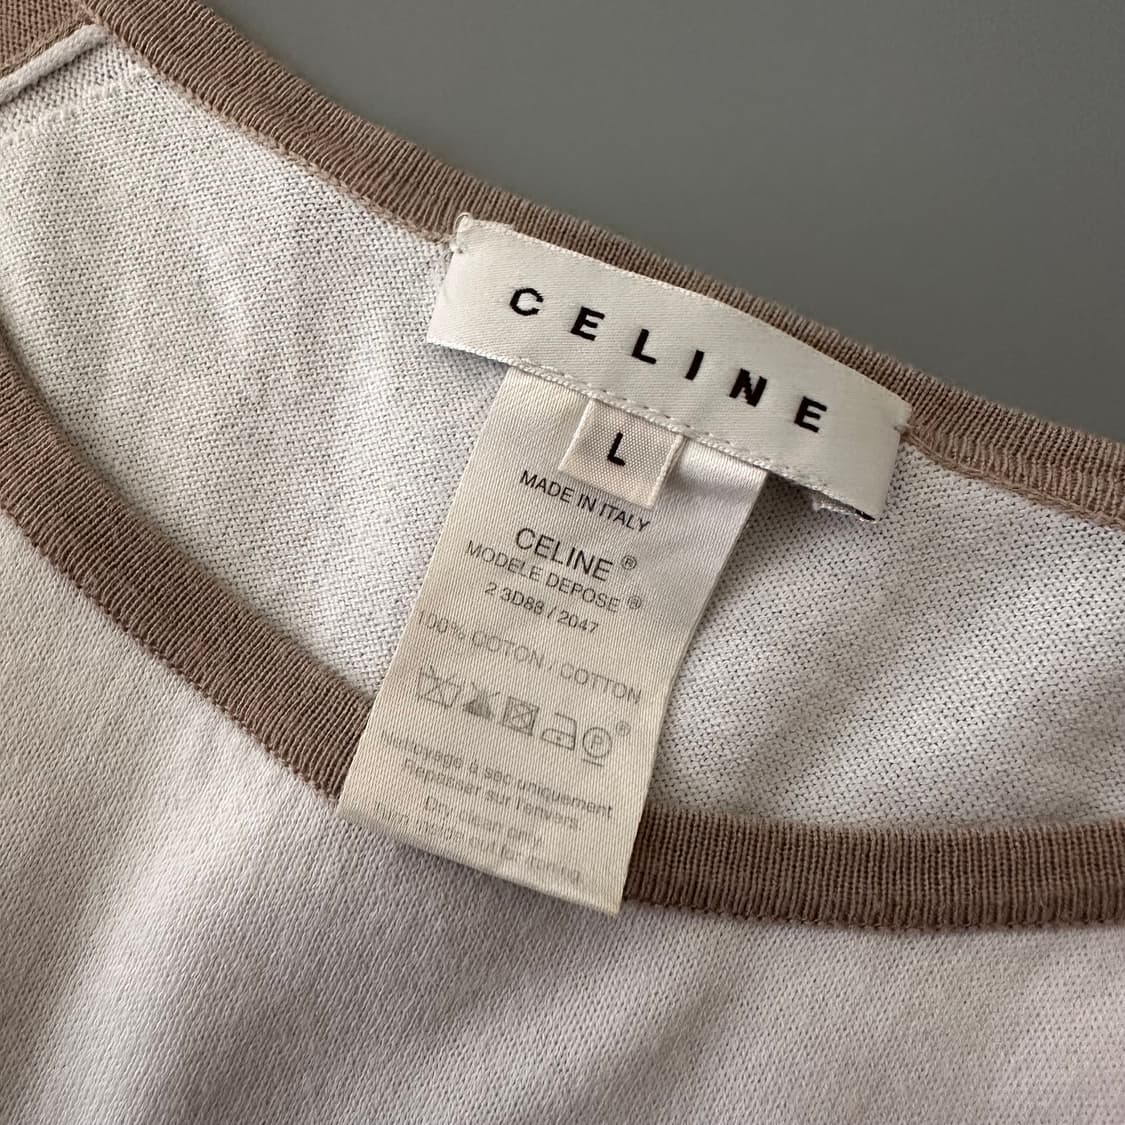 CELINE
L
MADE IN ITALY
CELINE®
MODELE DEPOSE®
2 3D88 / 2047
100% COTON / COTTON
P
Nettoyage à sec uniquement
Repasser sur l'envers.
Dry clean only